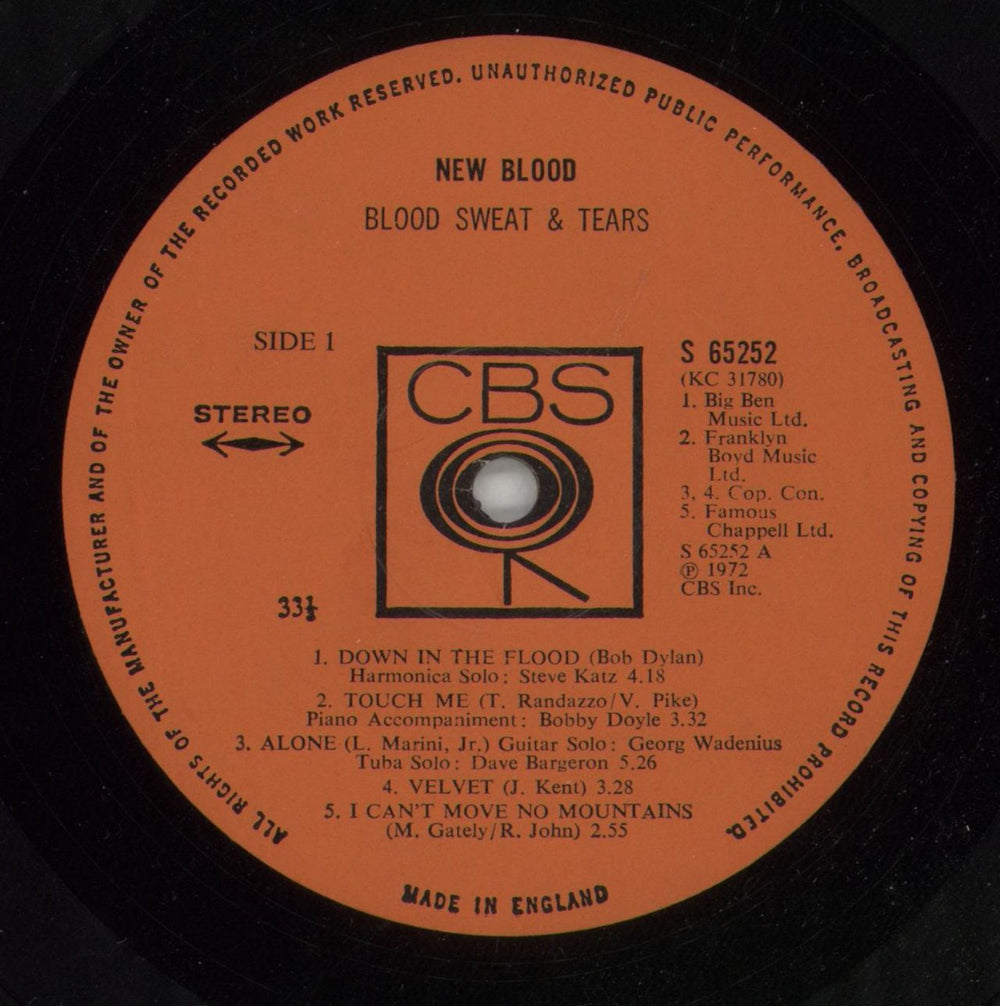 ALL RIGHTS OF THE MANUFACTURER AND OF THE OWNER OF THE RECORDED WORK RESERVED. UNAUTHORIZED PUBLIC PERFORMANCE, BROADCASTING AND COPYING OF THIS RECORD PROHIBITED.
NEW BLOOD
BLOOD SWEAT & TEARS
SIDE 1
STEREO
33⅓
CBS
S 65252
(KC 31780)
1. Big Ben
Music Ltd.
2. Franklyn
Boyd Music
Ltd.
3, 4. Cop. Con.
5. Famous
Chappell Ltd.
S 65252 A
℗ 1972
CBS Inc.
1. DOWN IN THE FLOOD (Bob Dylan)
Harmonica Solo: Steve Katz 4.18
2. TOUCH ME (T. Randazzo/V. Pike)
Piano Accompaniment: Bobby Doyle 3.32
3. ALONE (L. Marini, Jr.) Guitar Solo: Georg Wadenius
Tuba Solo: Dave Bargeron 5.26
4. VELVET (J. Kent) 3.28
5. I CAN'T MOVE NO MOUNTAINS
(M. Gately/R. John) 2.55
MADE IN ENGLAND